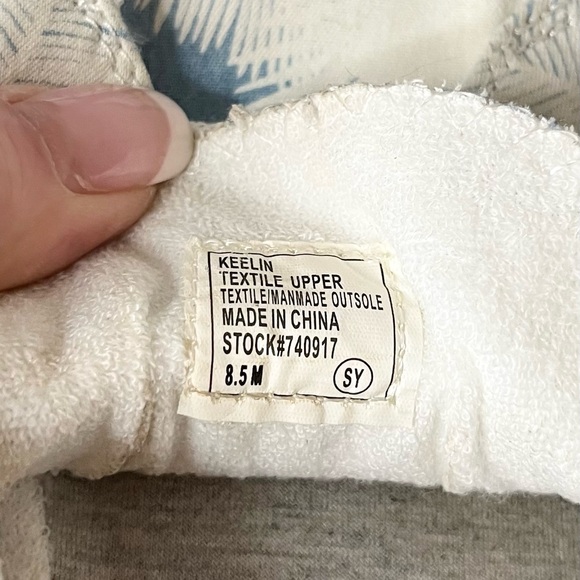 KEELIN
TEXTILE UPPER
TEXTILE/MANMADE OUTSOLE
MADE IN CHINA
STOCK#740917
8.5 M SY